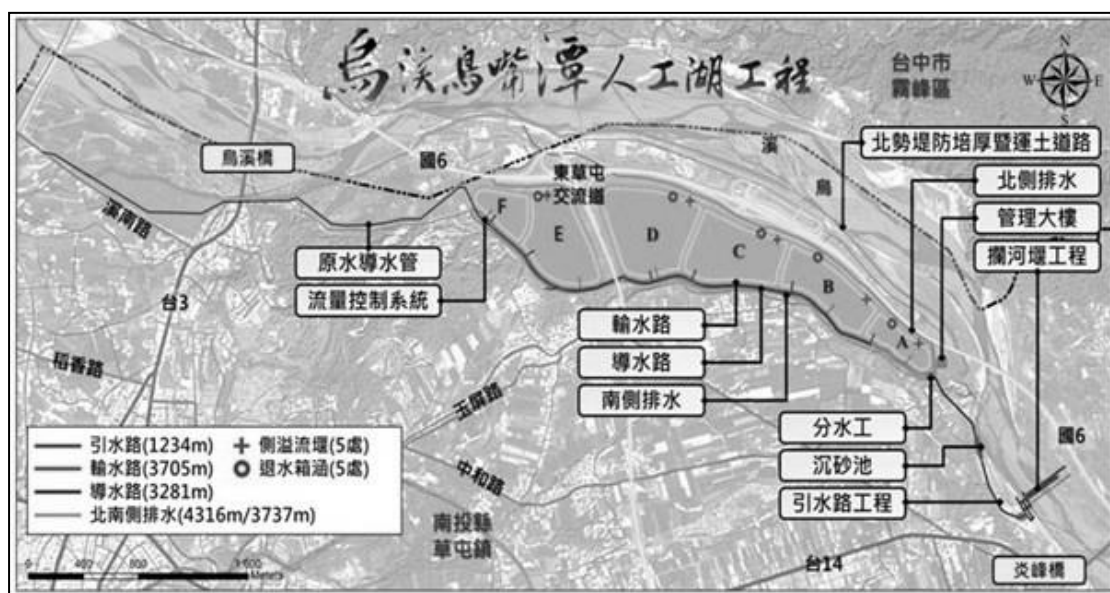 烏溪鳥嘴潭人工湖工程
台中市
霧峰區
N
W
E
S
北勢堤防培厚暨運土道路
烏溪橋
國6
東草屯
交流道
溪
烏
北側排水
管理大樓
攔河堰工程
溪南路
F
E
D
C
B
A
原水導水管
流量控制系統
台3
輸水路
導水路
南側排水
稻香路
玉屏路
分水工
國6
沉砂池
中和路
引水路工程
引水路(1234m)
側溢流堰(5處)
輸水路(3705m)
退水箱涵(5處)
導水路(3281m)
北南側排水(4316m/3737m)
南投縣
草屯鎮
台14
炎峰橋
0
400
800
Meters